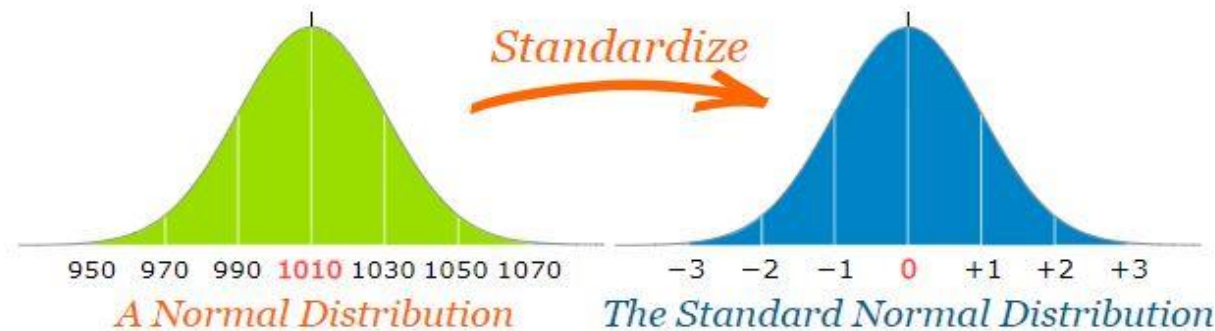 Standardize
950 970 990 1010 1030 1050 1070
A Normal Distribution
−3 −2 −1 0 +1 +2 +3
The Standard Normal Distribution